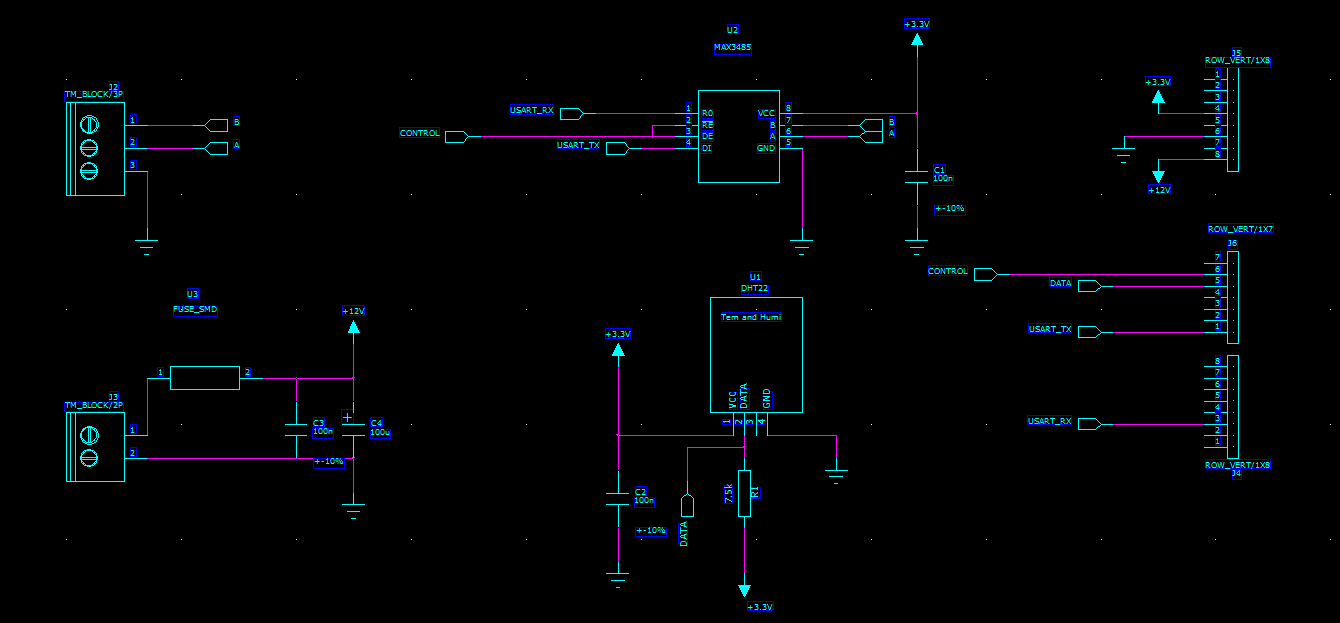 U2
MAX3485
+3.3V
J2
TM_BLOCK/3P
1
B
2
A
3
USART_RX
CONTROL
USART_TX
1
2
3
4
R0
RE
DE
DI
VCC
B
A
GND
8
7
6
5
B
A
C1
100n
+-10%
J5
ROW_VERT/1X8
+3.3V
1
2
3
4
5
6
7
8
+12V
U3
FUSE_SMD
+12V
1
2
J3
TM_BLOCK/2P
1
2
C3
100n
+-10%
+
C4
100u
U1
DHT22
Tem and Humi
+3.3V
VCC
DATA
GND
1
2
3
4
C2
100n
+-10%
DATA
7.5k
R1
+3.3V
ROW_VERT/1X7
J6
CONTROL
DATA
USART_TX
7
6
5
4
3
2
1
USART_RX
8
7
6
5
4
3
2
1
ROW_VERT/1X8
J4